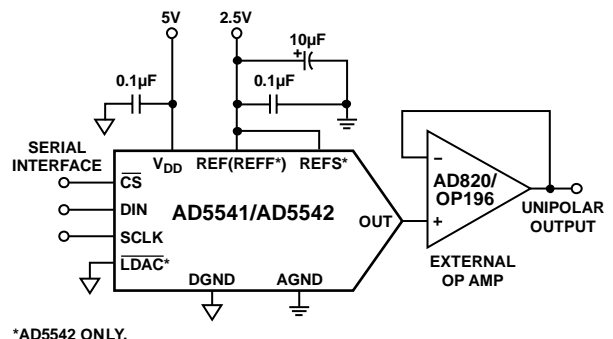 5V
2.5V
10µF
+
0.1µF
0.1µF
SERIAL
INTERFACE
VDD
REF(REFF*)
REFS*
CS
DIN
SCLK
LDAC*
AD5541/AD5542
OUT
DGND
AGND
–
+
AD820/
OP196
UNIPOLAR
OUTPUT
EXTERNAL
OP AMP
*AD5542 ONLY.